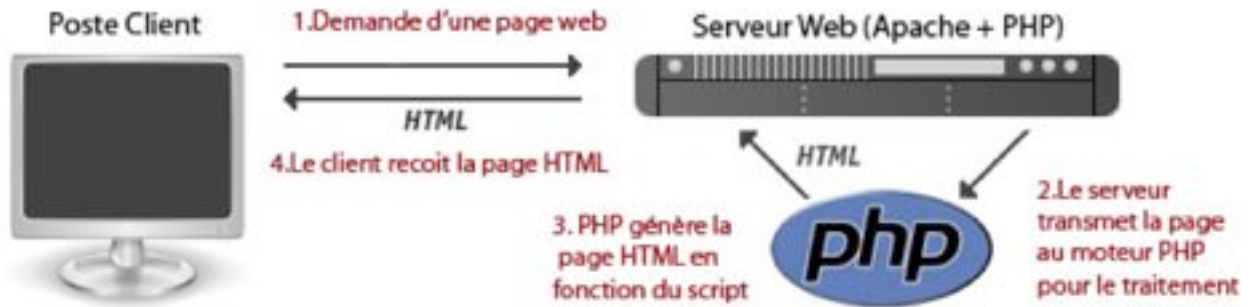 Poste Client
1.Demande d'une page web
Serveur Web (Apache + PHP)
HTML
4.Le client recoit la page HTML
HTML
php
2.Le serveur
transmet la page
au moteur PHP
pour le traitement
3. PHP génère la
page HTML en
fonction du script